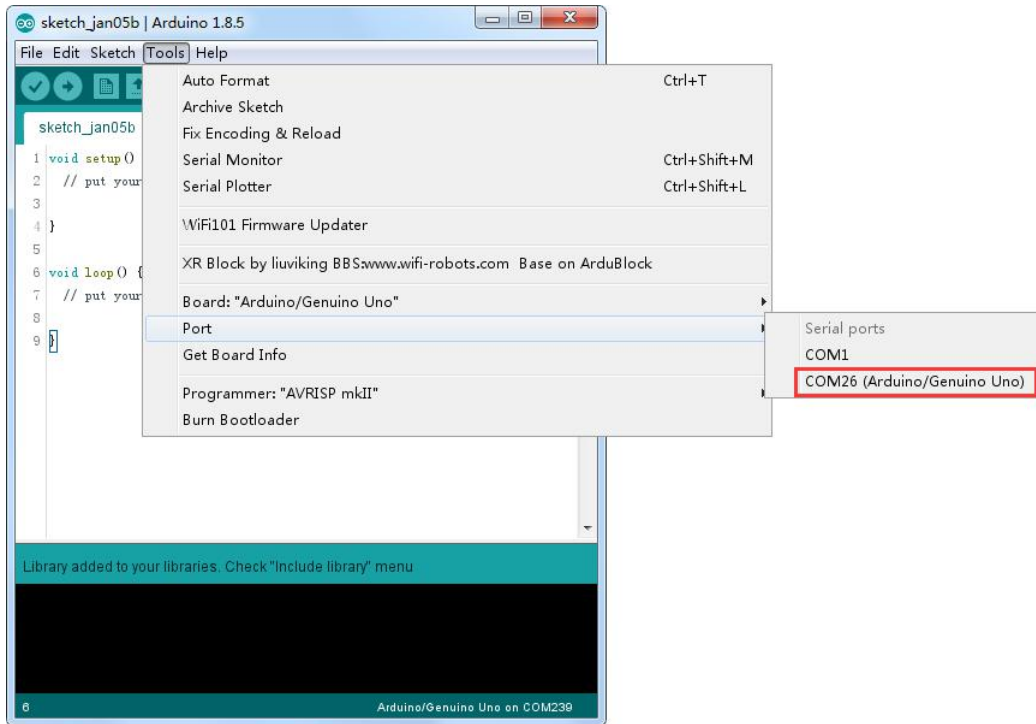 sketch_jan05b | Arduino 1.8.5
File Edit Sketch Tools Help
Auto Format Ctrl+T
Archive Sketch
Fix Encoding & Reload
Serial Monitor Ctrl+Shift+M
Serial Plotter Ctrl+Shift+L
WiFi101 Firmware Updater
XR Block by liuviking BBS:www.wifi-robots.com Base on ArduBlock
Board: "Arduino/Genuino Uno"
Port
Get Board Info
Programmer: "AVRISP mkII"
Burn Bootloader
Serial ports
COM1
COM26 (Arduino/Genuino Uno)
sketch_jan05b
1 void setup()
2 // put your
3
4 }
5
6 void loop() {
7 // put your
8
9 }
Library added to your libraries. Check "Include library" menu
6 Arduino/Genuino Uno on COM239